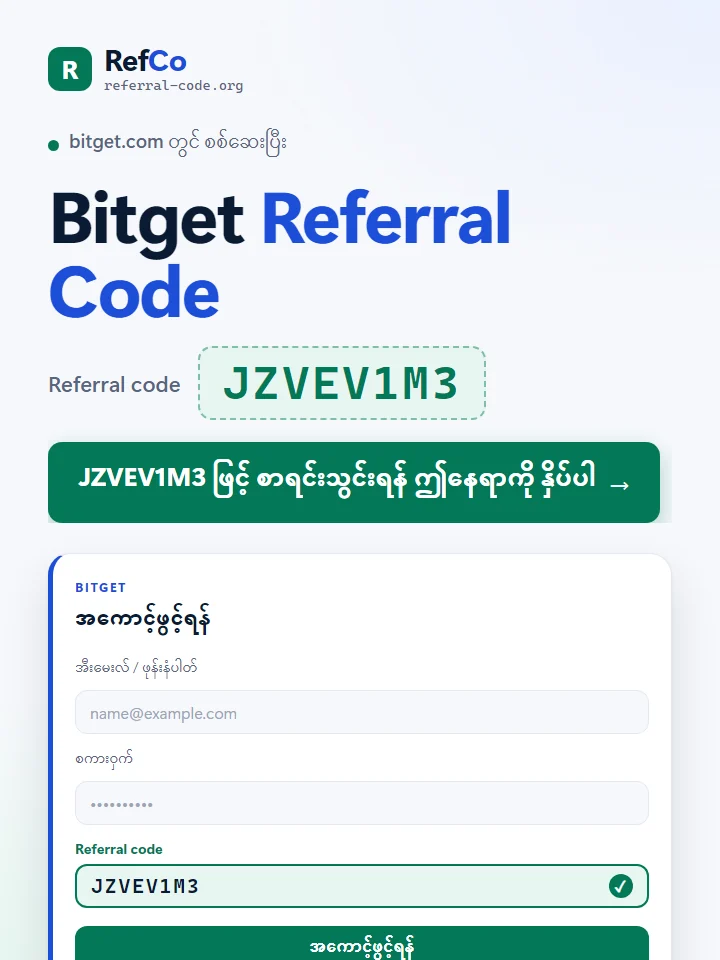 R
RefCo
referral-code.org
bitget.com တွင် စစ်ဆေးပြီး
Bitget Referral
Code
Referral code JZVEV1M3
JZVEV1M3 ဖြင့် စာရင်းသွင်းရန် ဤနေရာကို နှိပ်ပါ →
BITGET
အကောင့်ဖွင့်ရန်
အီးမေးလ် / ဖုန်းနံပါတ်
name@example.com
စကားဝှက်
••••••••••
Referral code
JZVEV1M3 ✓
အကောင့်ဖွင့်ရန်